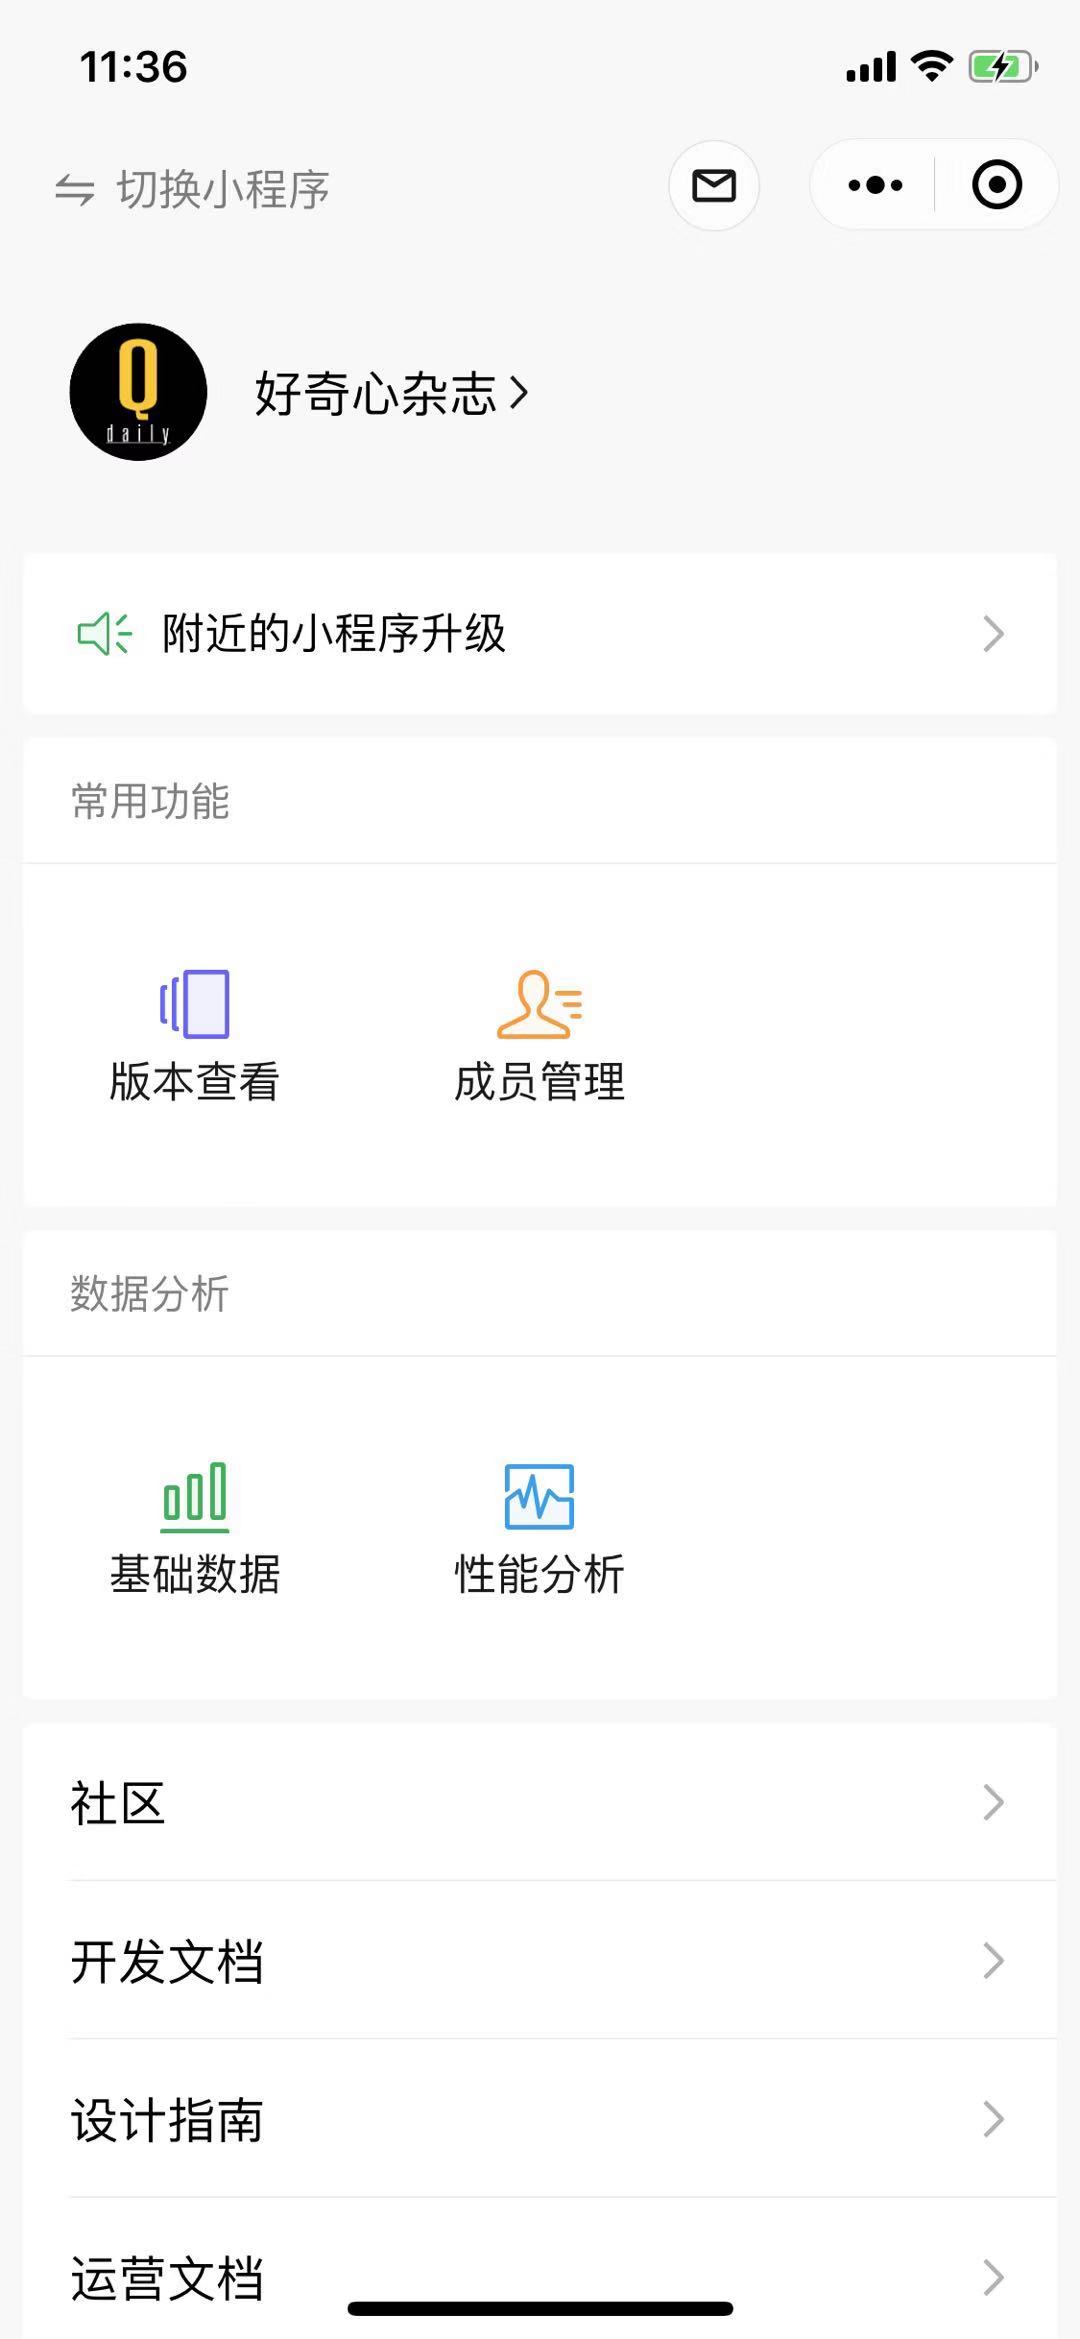 11:36
切换小程序
Q
daily
好奇心杂志
附近的小程序升级
常用功能
版本查看
成员管理
数据分析
基础数据
性能分析
社区
开发文档
设计指南
运营文档